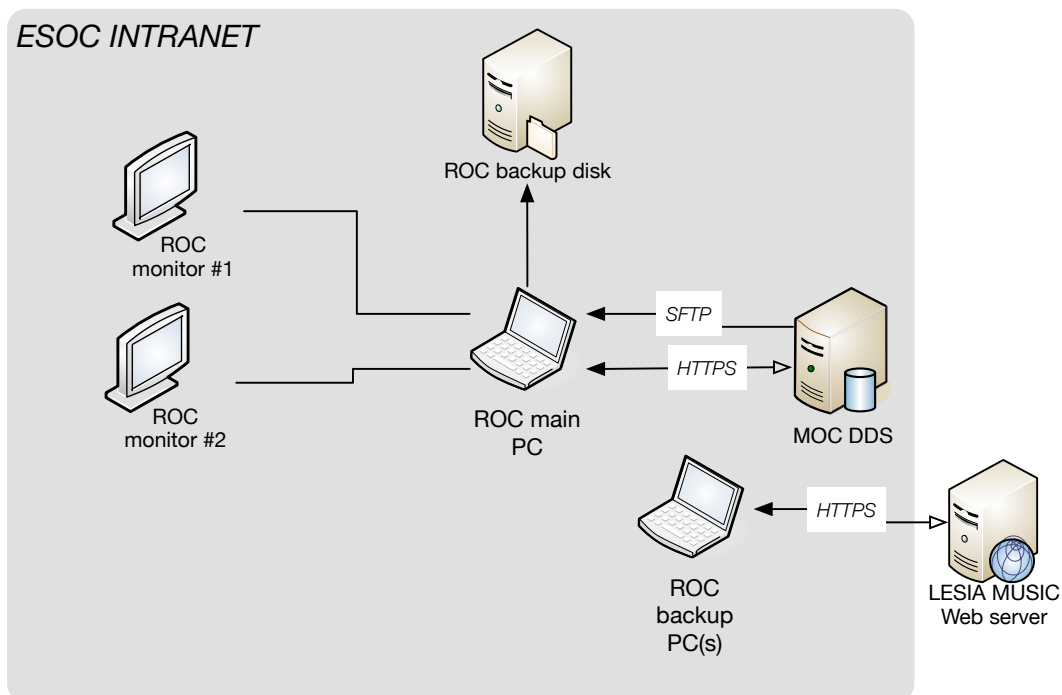 ESOC INTRANET
ROC backup disk
ROC
monitor #1
SFTP
HTTPS
ROC
monitor #2
ROC main
PC
MOC DDS
HTTPS
ROC
backup
PC(s)
LESIA MUSIC
Web server